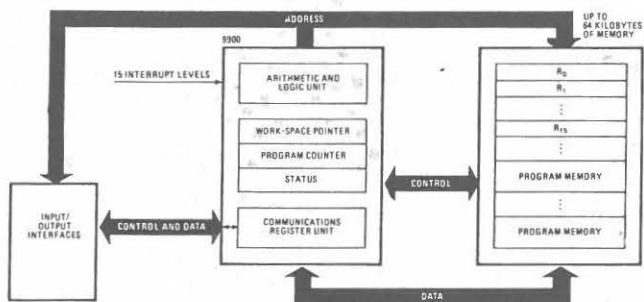 ADDRESS
UP TO
64 KILOBYTES
OF MEMORY
9900
15 INTERRUPT LEVELS
ARITHMETIC AND
LOGIC UNIT
WORK-SPACE POINTER
PROGRAM COUNTER
STATUS
COMMUNICATIONS
REGISTER UNIT
R0
R1
R15
PROGRAM MEMORY
PROGRAM MEMORY
CONTROL
INPUT/
OUTPUT
INTERFACES
CONTROL AND DATA
DATA